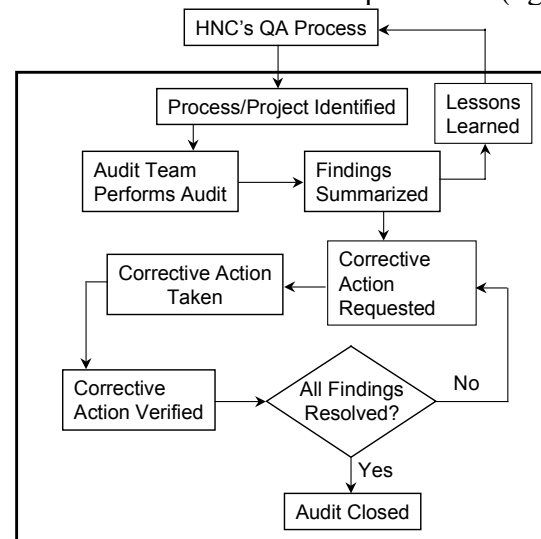 HNC's QA Process
Process/Project Identified
Lessons
Learned
Audit Team
Performs Audit
Findings
Summarized
Corrective Action
Taken
Corrective
Action
Requested
Corrective
Action Verified
All Findings
Resolved?
No
Yes
Audit Closed